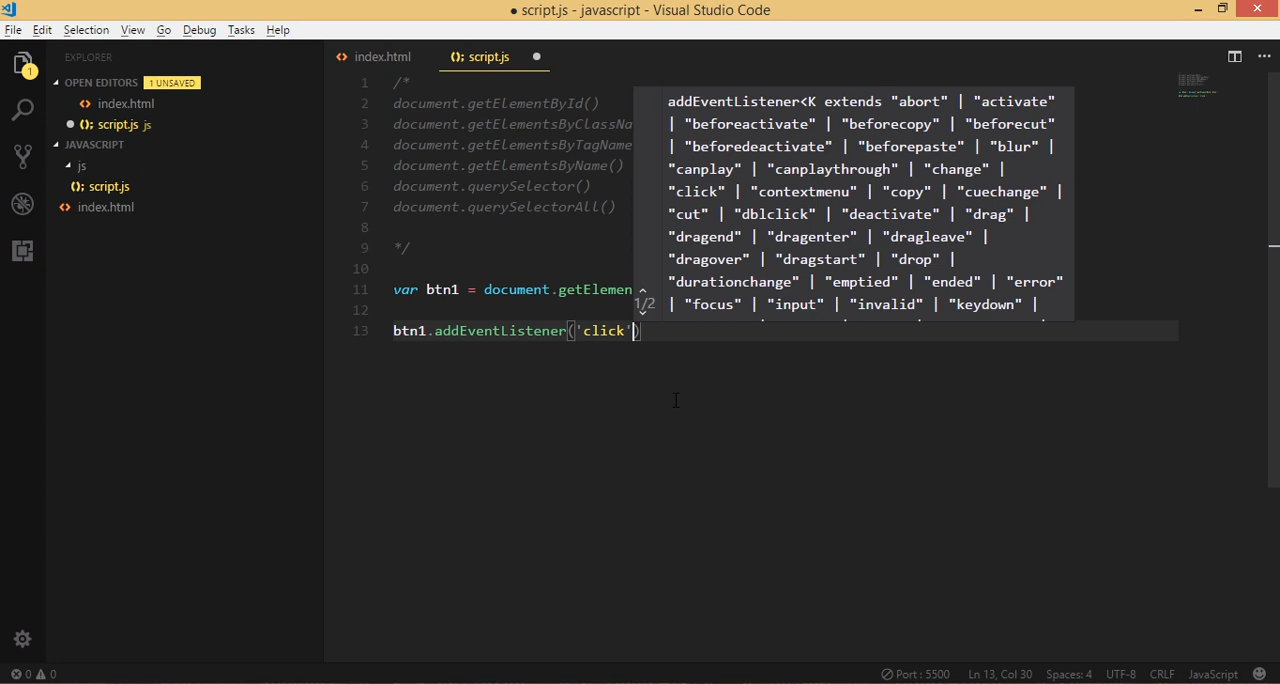 ● script.js - javascript - Visual Studio Code
File Edit Selection View Go Debug Tasks Help
EXPLORER
OPEN EDITORS 1 UNSAVED
index.html
script.js js
JAVASCRIPT
js
script.js
index.html
1
index.html script.js
1 /*
2 document.getElementById()
3 document.getElementsByClassNa
4 document.getElementsByTagName
5 document.getElementsByName()
6 document.querySelector()
7 document.querySelectorAll()
8
9 */
10
11 var btn1 = document.getElemen
12
13 btn1.addEventListener('click')
1/2
addEventListener<K extends "abort" | "activate"
| "beforeactivate" | "beforecopy" | "beforecut"
| "beforedeactivate" | "beforepaste" | "blur" |
"canplay" | "canplaythrough" | "change" |
"click" | "contextmenu" | "copy" | "cuechange" |
"cut" | "dblclick" | "deactivate" | "drag" |
"dragend" | "dragenter" | "dragleave" |
"dragover" | "dragstart" | "drop" |
"durationchange" | "emptied" | "ended" | "error"
| "focus" | "input" | "invalid" | "keydown" |
0 0 Port : 5500 Ln 13, Col 30 Spaces: 4 UTF-8 CRLF JavaScript